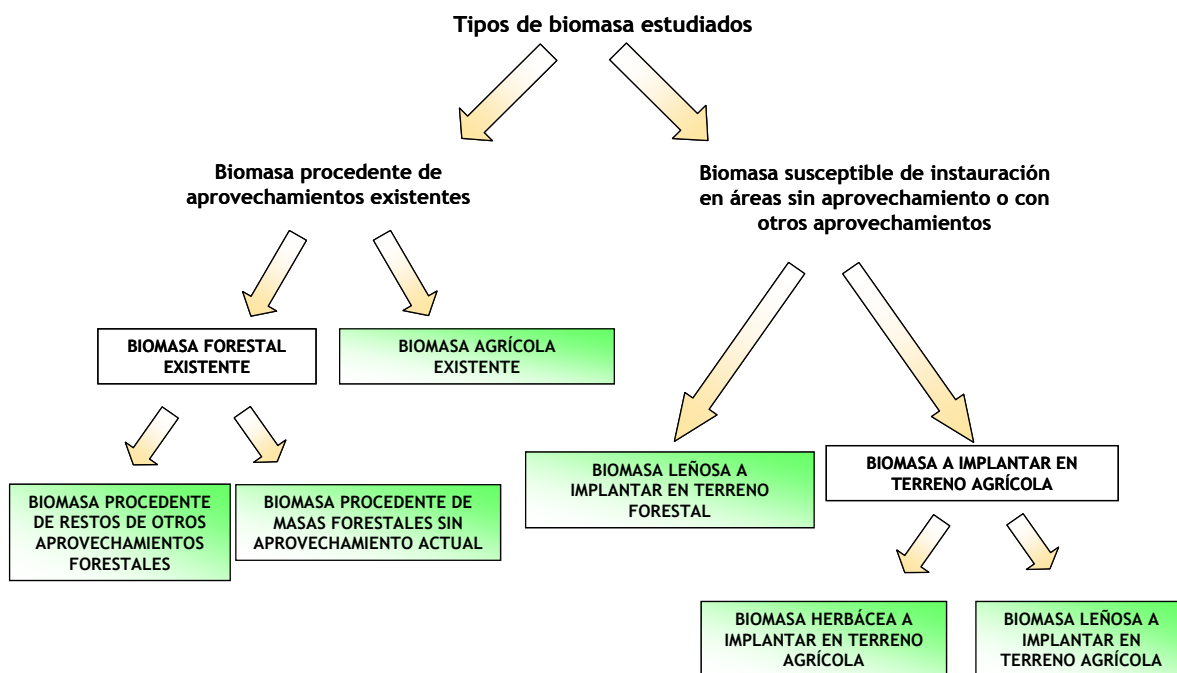 Tipos de biomasa estudiados
Biomasa procedente de
aprovechamientos existentes
Biomasa susceptible de instauración
en áreas sin aprovechamiento o con
otros aprovechamientos
BIOMASA FORESTAL
EXISTENTE
BIOMASA AGRÍCOLA
EXISTENTE
BIOMASA PROCEDENTE
DE RESTOS DE OTROS
APROVECHAMIENTOS
FORESTALES
BIOMASA PROCEDENTE DE
MASAS FORESTALES SIN
APROVECHAMIENTO ACTUAL
BIOMASA LEÑOSA A
IMPLANTAR EN TERRENO
FORESTAL
BIOMASA A IMPLANTAR EN
TERRENO AGRÍCOLA
BIOMASA HERBÁCEA A
IMPLANTAR EN TERRENO
AGRÍCOLA
BIOMASA LEÑOSA A
IMPLANTAR EN
TERRENO AGRÍCOLA